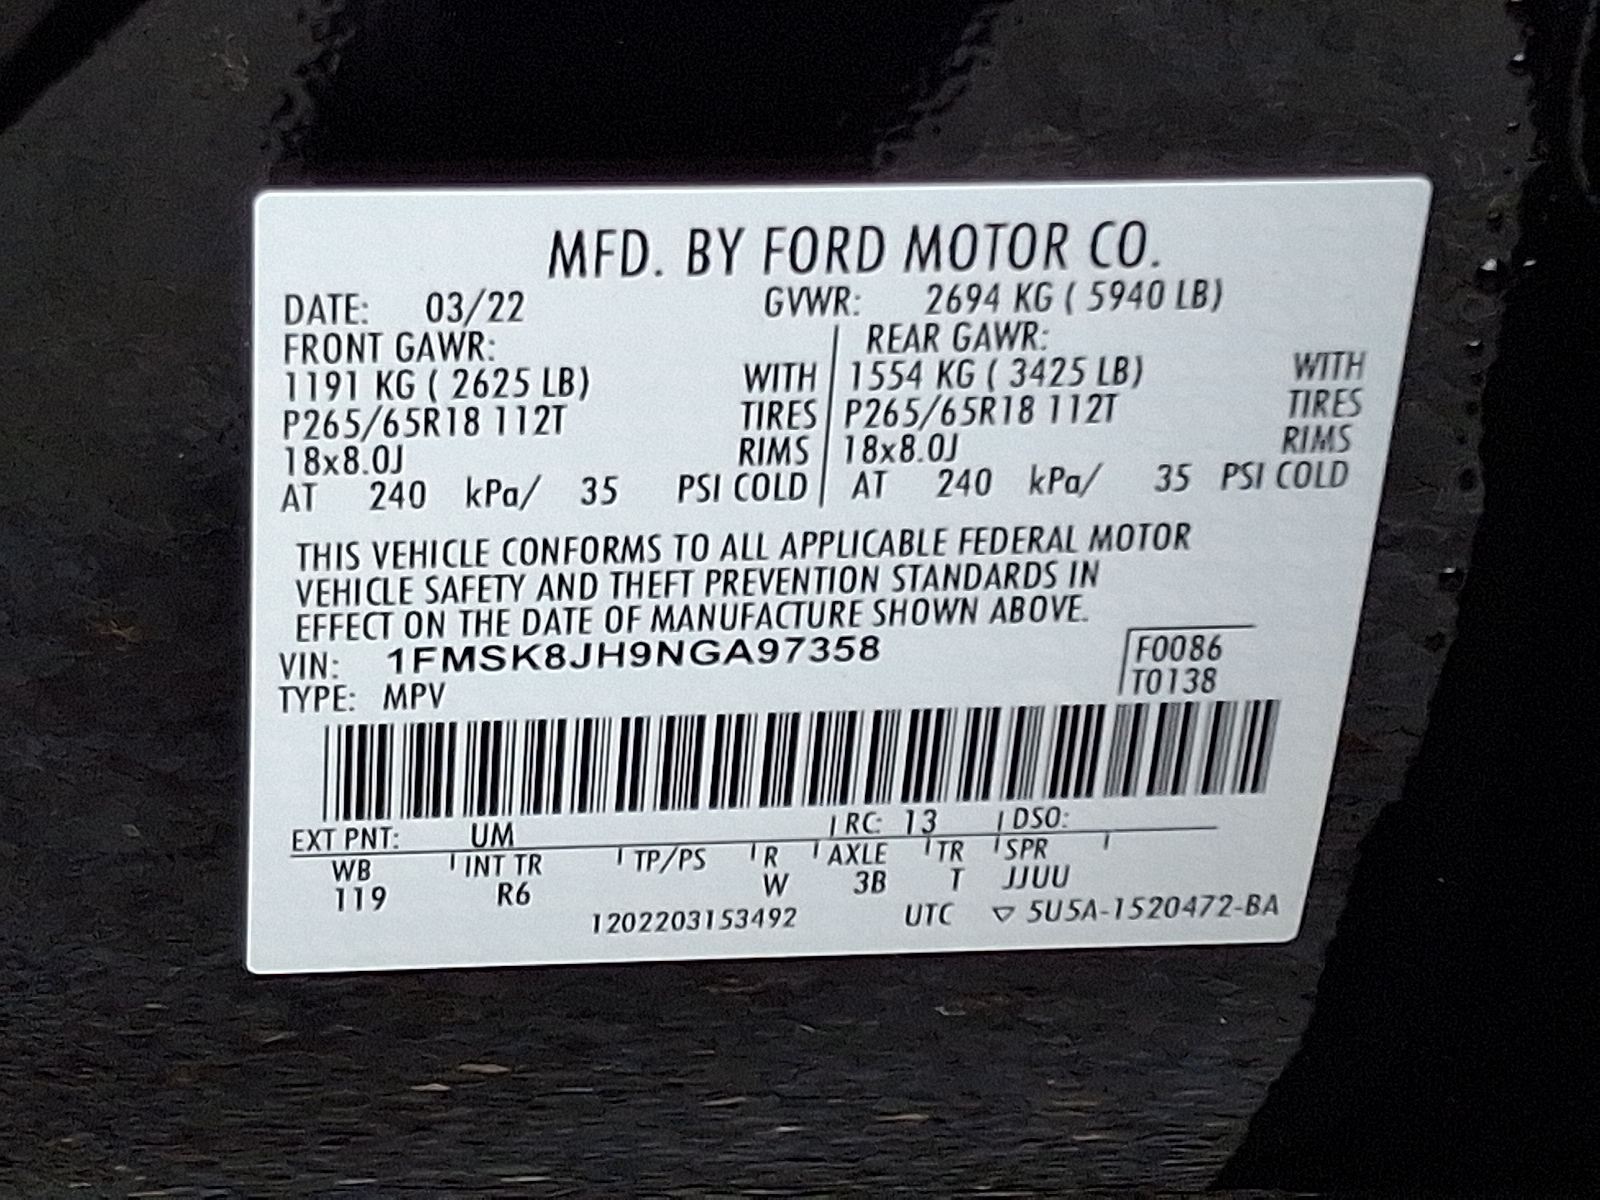 MFD. BY FORD MOTOR CO.
DATE: 03/22 GVWR: 2694 KG ( 5940 LB)
FRONT GAWR: REAR GAWR:
1191 KG ( 2625 LB) WITH 1554 KG ( 3425 LB) WITH
P265/65R18 112T TIRES P265/65R18 112T TIRES
18x8.0J RIMS 18x8.0J RIMS
AT 240 kPa/ 35 PSI COLD AT 240 kPa/ 35 PSI COLD
THIS VEHICLE CONFORMS TO ALL APPLICABLE FEDERAL MOTOR
VEHICLE SAFETY AND THEFT PREVENTION STANDARDS IN
EFFECT ON THE DATE OF MANUFACTURE SHOWN ABOVE.
VIN: 1FMSK8JH9NGA97358 F0086
TYPE: MPV T0138
EXT PNT: UM RC: 13 DSO:
WB INT TR TP/PS R AXLE TR SPR
119 R6 W 3B T JJUU
1202203153492 UTC ▽ 5U5A-1520472-BA